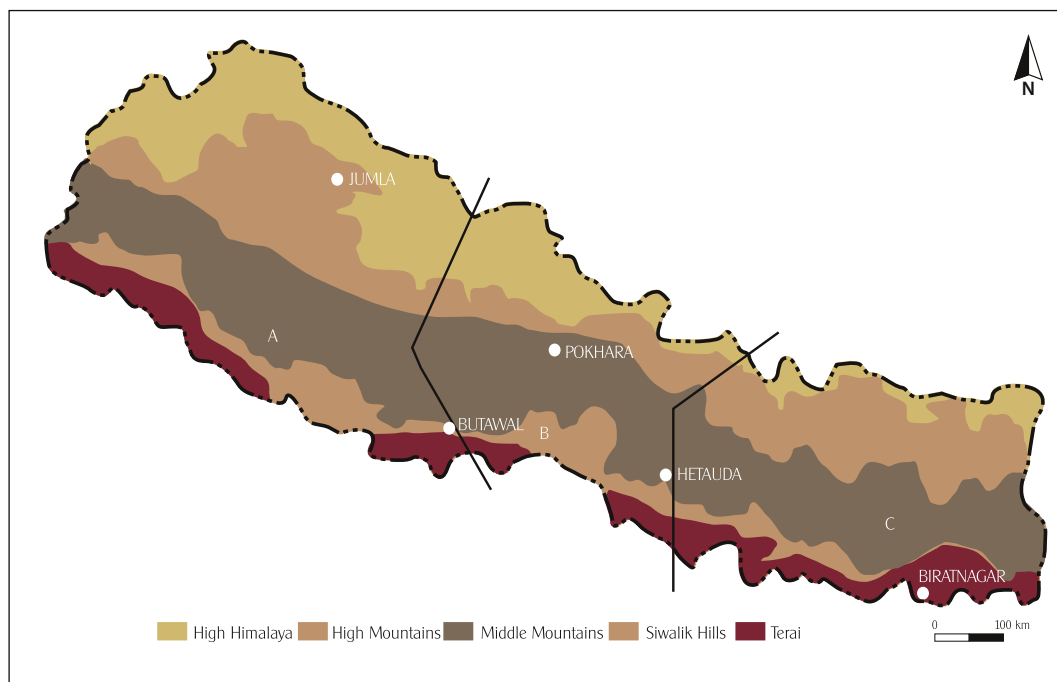 N
JUMLA
A
POKHARA
BUTAWAL
B
HETAUDA
C
BIRATNAGAR
High Himalaya High Mountains Middle Mountains Siwalik Hills Terai
0 100 km